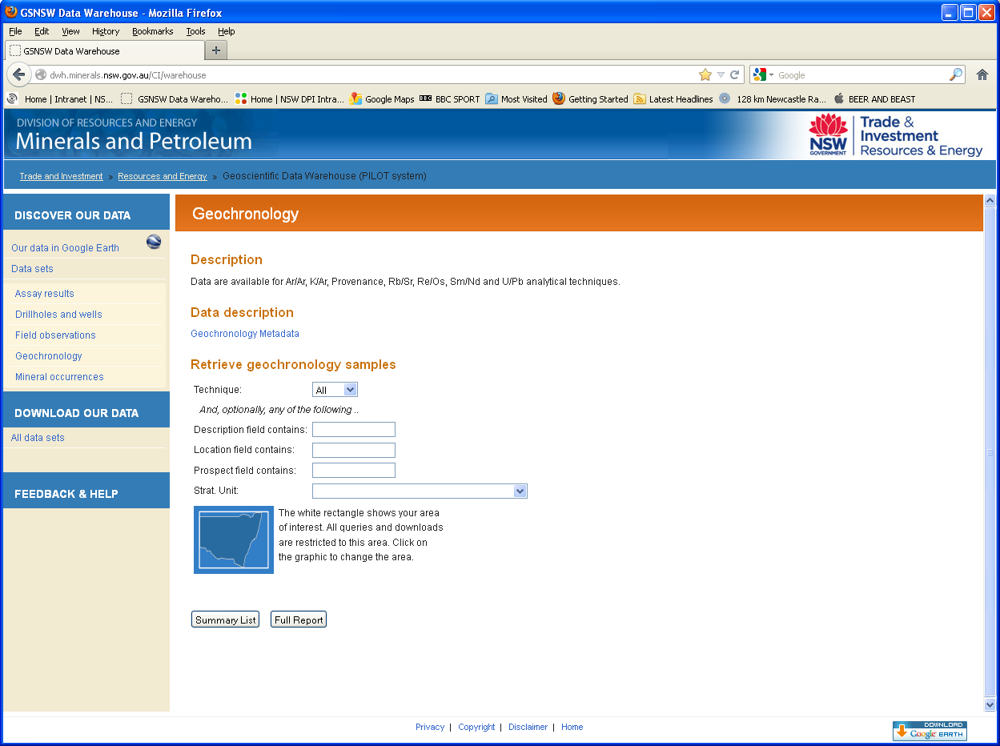 GSNSW Data Warehouse - Mozilla Firefox
File Edit View History Bookmarks Tools Help
GSNSW Data Warehouse
dwh.minerals.nsw.gov.au/CI/warehouse
Google
Home | Intranet | NS... GSNSW Data Wareho... Home | NSW DPI Intra... Google Maps BBC BBC SPORT Most Visited Getting Started Latest Headlines 128 km Newcastle Ra... BEER AND BEAST
DIVISION OF RESOURCES AND ENERGY
Minerals and Petroleum
NSW
GOVERNMENT
Trade &
Investment
Resources & Energy
Trade and Investment » Resources and Energy » Geoscientific Data Warehouse (PILOT system)
DISCOVER OUR DATA
Our data in Google Earth
Data sets
Assay results
Drillholes and wells
Field observations
Geochronology
Mineral occurrences
DOWNLOAD OUR DATA
All data sets
FEEDBACK & HELP
Geochronology
Description
Data are available for Ar/Ar, K/Ar, Provenance, Rb/Sr, Re/Os, Sm/Nd and U/Pb analytical techniques.
Data description
Geochronology Metadata
Retrieve geochronology samples
Technique: All
And, optionally, any of the following ..
Description field contains:
Location field contains:
Prospect field contains:
Strat. Unit:
The white rectangle shows your area
of interest. All queries and downloads
are restricted to this area. Click on
the graphic to change the area.
Summary List Full Report
Privacy | Copyright | Disclaimer | Home
DOWNLOAD
Google EARTH